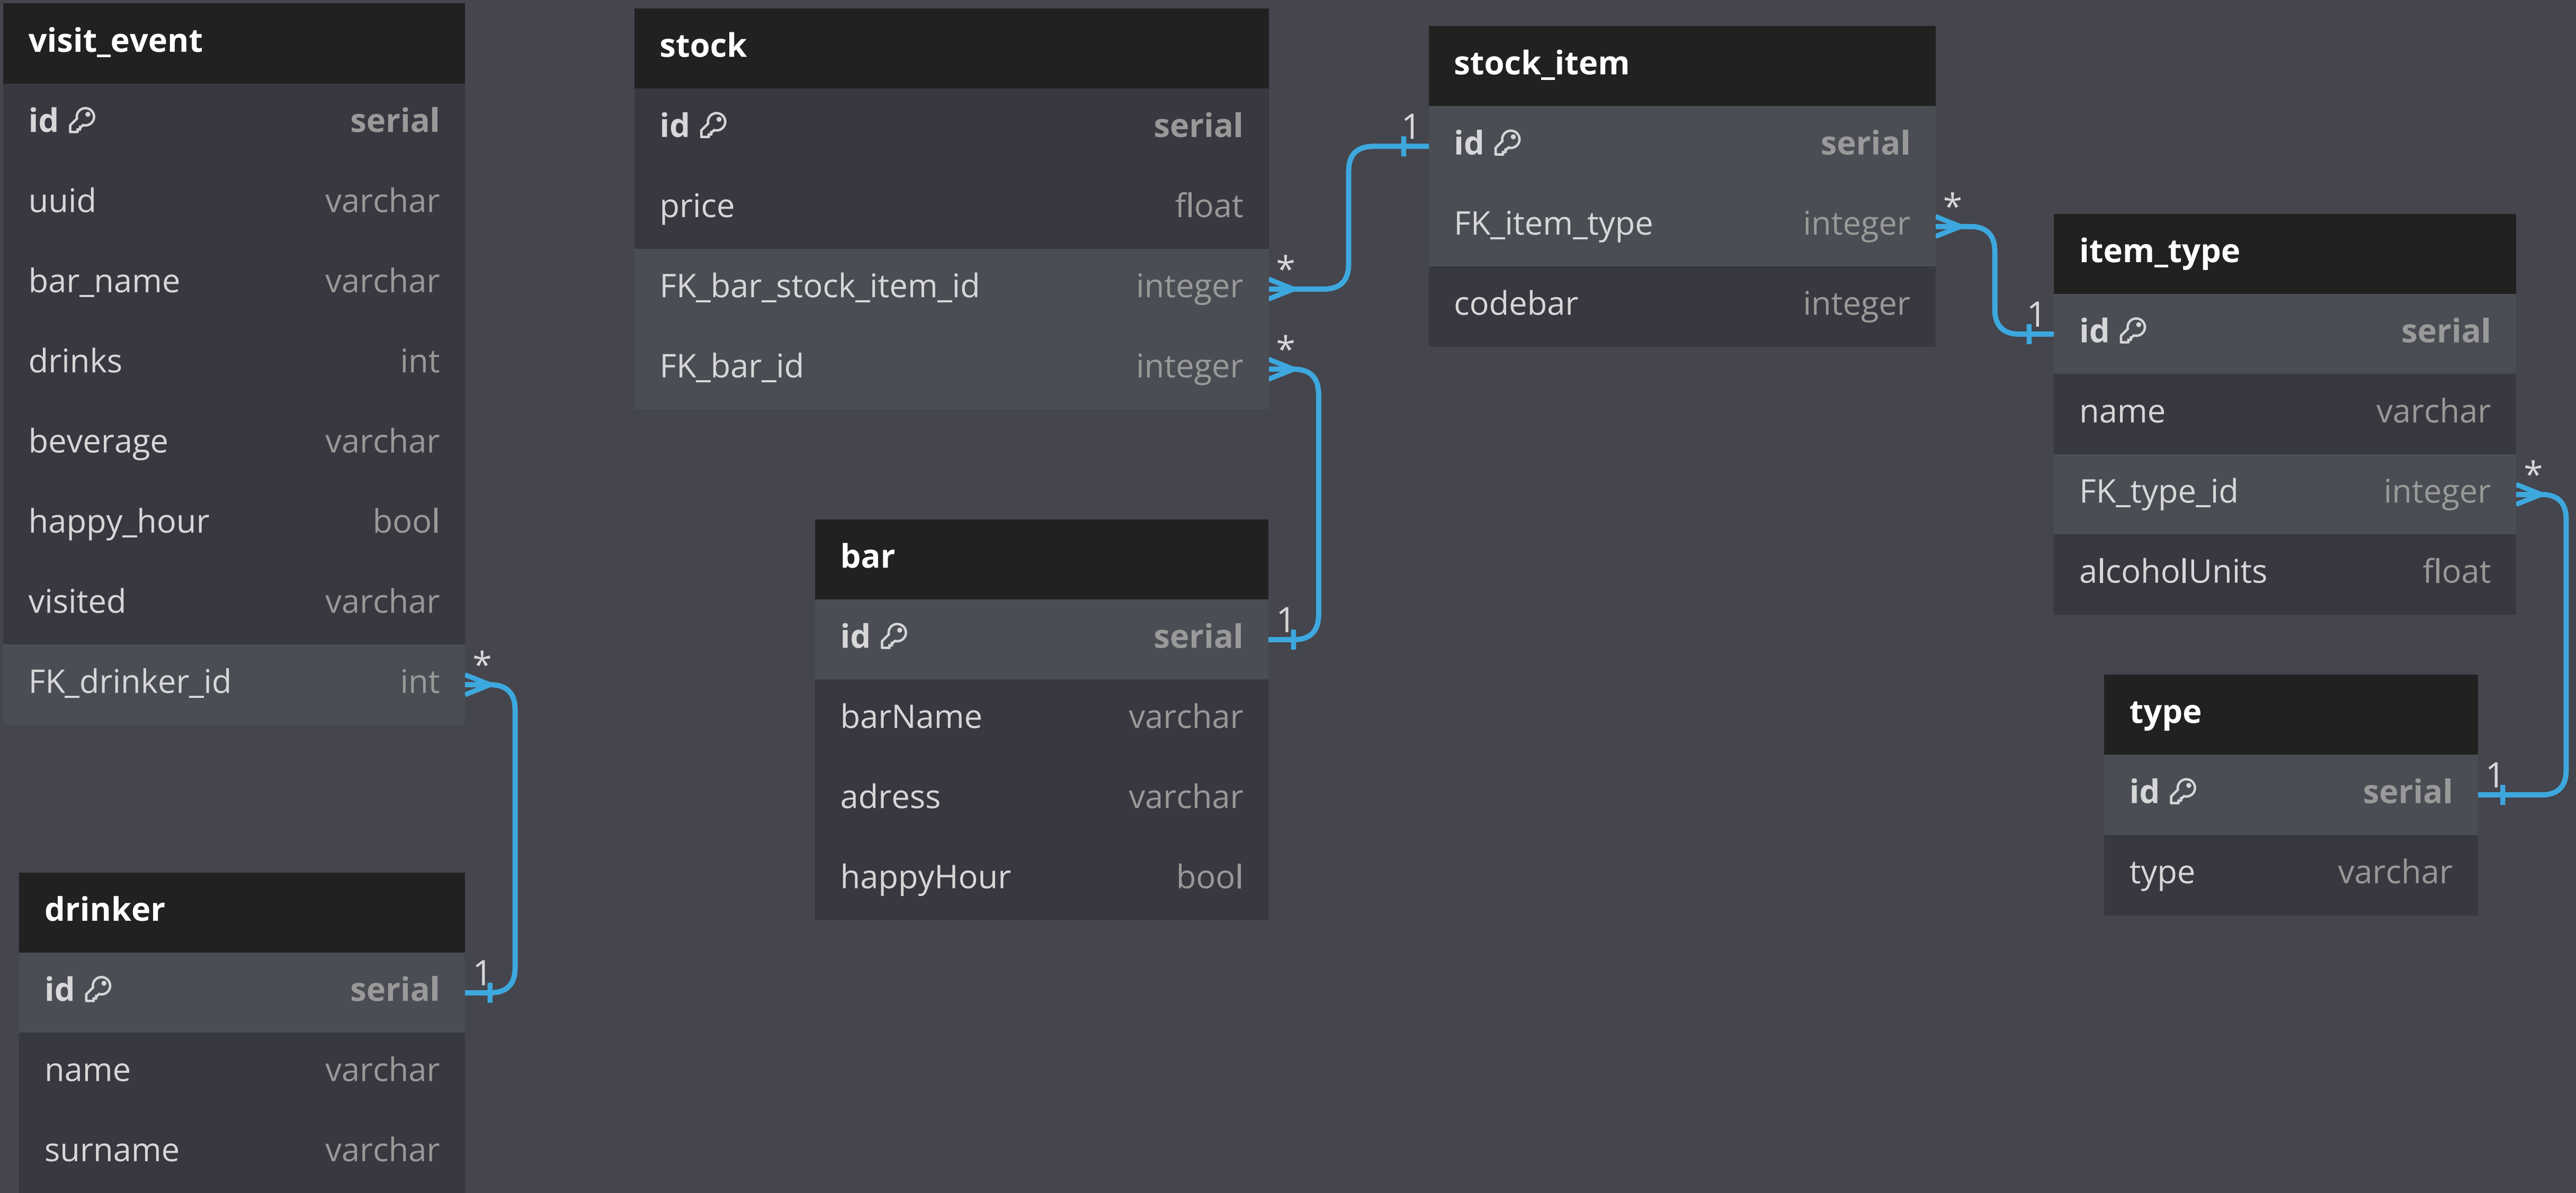 visit_event
id serial
uuid varchar
bar_name varchar
drinks int
beverage varchar
happy_hour bool
visited varchar
FK_drinker_id int
*
1
drinker
id serial
name varchar
surname varchar
stock
id serial
price float
FK_bar_stock_item_id integer
*
FK_bar_id integer
*
1
bar
id serial
1
barName varchar
adress varchar
happyHour bool
stock_item
id serial
FK_item_type integer
*
codebar integer
1
item_type
id serial
name varchar
FK_type_id integer
*
alcoholUnits float
type
id serial
1
type varchar